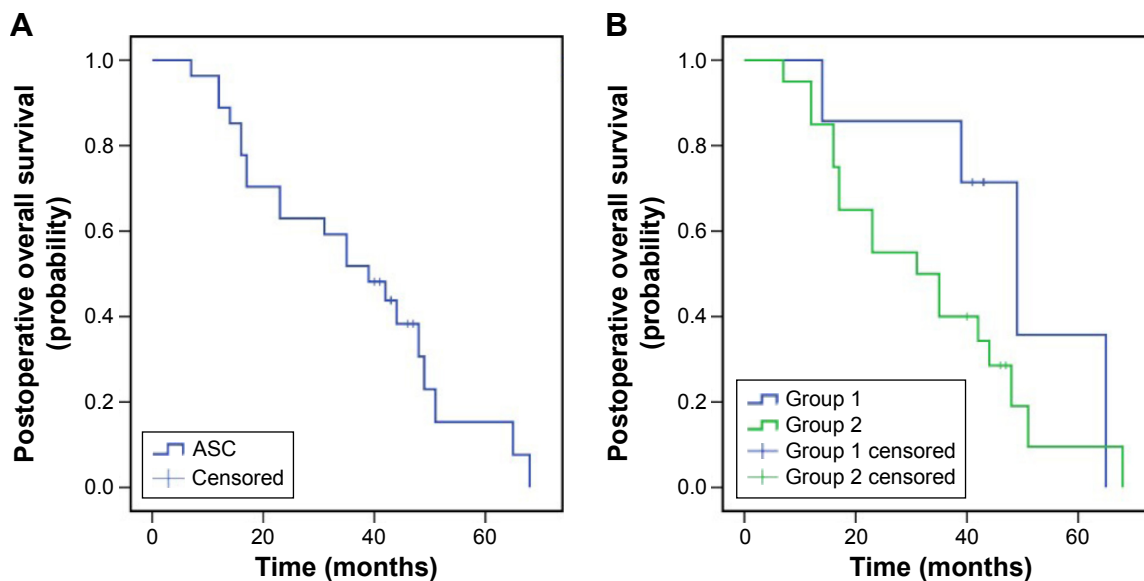 A
Postoperative overall survival
(probability)
1.0
0.8
0.6
0.4
0.2
0.0
ASC
Censored
0 20 40 60
Time (months)
B
Postoperative overall survival
(probability)
1.0
0.8
0.6
0.4
0.2
0.0
Group 1
Group 2
Group 1 censored
Group 2 censored
0 20 40 60
Time (months)